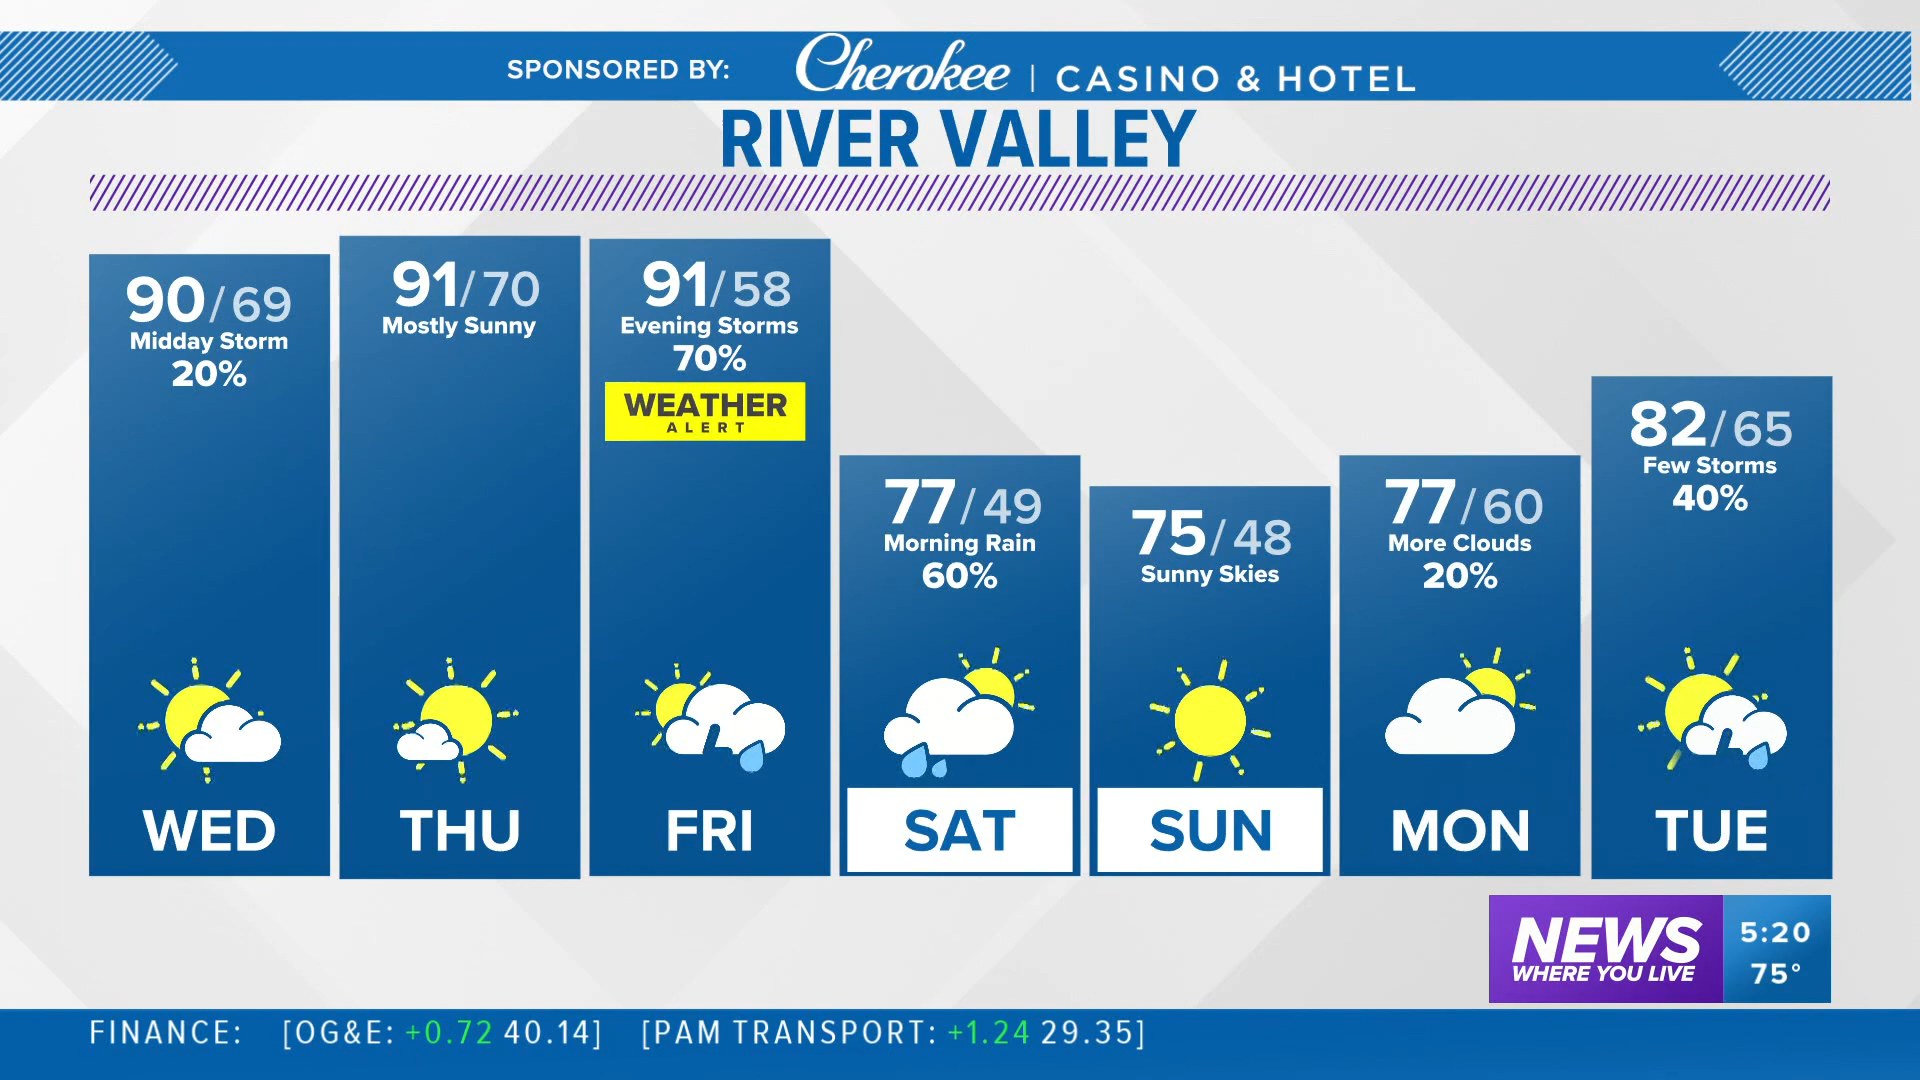 SPONSORED BY: Cherokee | CASINO & HOTEL
RIVER VALLEY
90/69
Midday Storm
20%
WED
91/70
Mostly Sunny
THU
91/58
Evening Storms
70%
WEATHER
ALERT
FRI
77/49
Morning Rain
60%
SAT
75/48
Sunny Skies
SUN
77/60
More Clouds
20%
MON
82/65
Few Storms
40%
TUE
NEWS
WHERE YOU LIVE
5:20
75°
FINANCE: [OG&E: +0.72 40.14] [PAM TRANSPORT: +1.24 29.35]